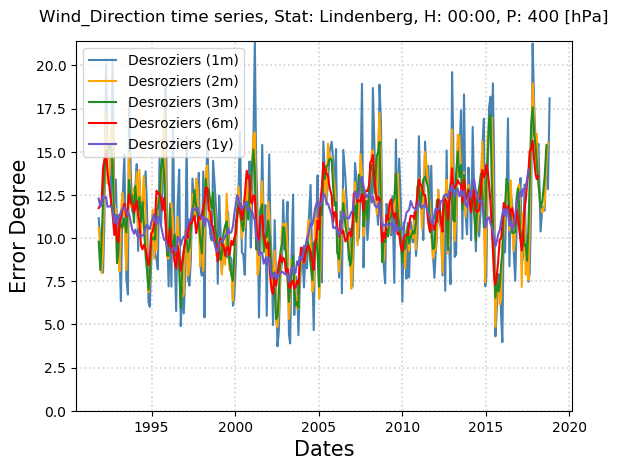 Wind_Direction time series, Stat: Lindenberg, H: 00:00, P: 400 [hPa]
Desroziers (1m)
Desroziers (2m)
Desroziers (3m)
Desroziers (6m)
Desroziers (1y)
Error Degree
20.0
17.5
15.0
12.5
10.0
7.5
5.0
2.5
0.0
1995 2000 2005 2010 2015 2020
Dates